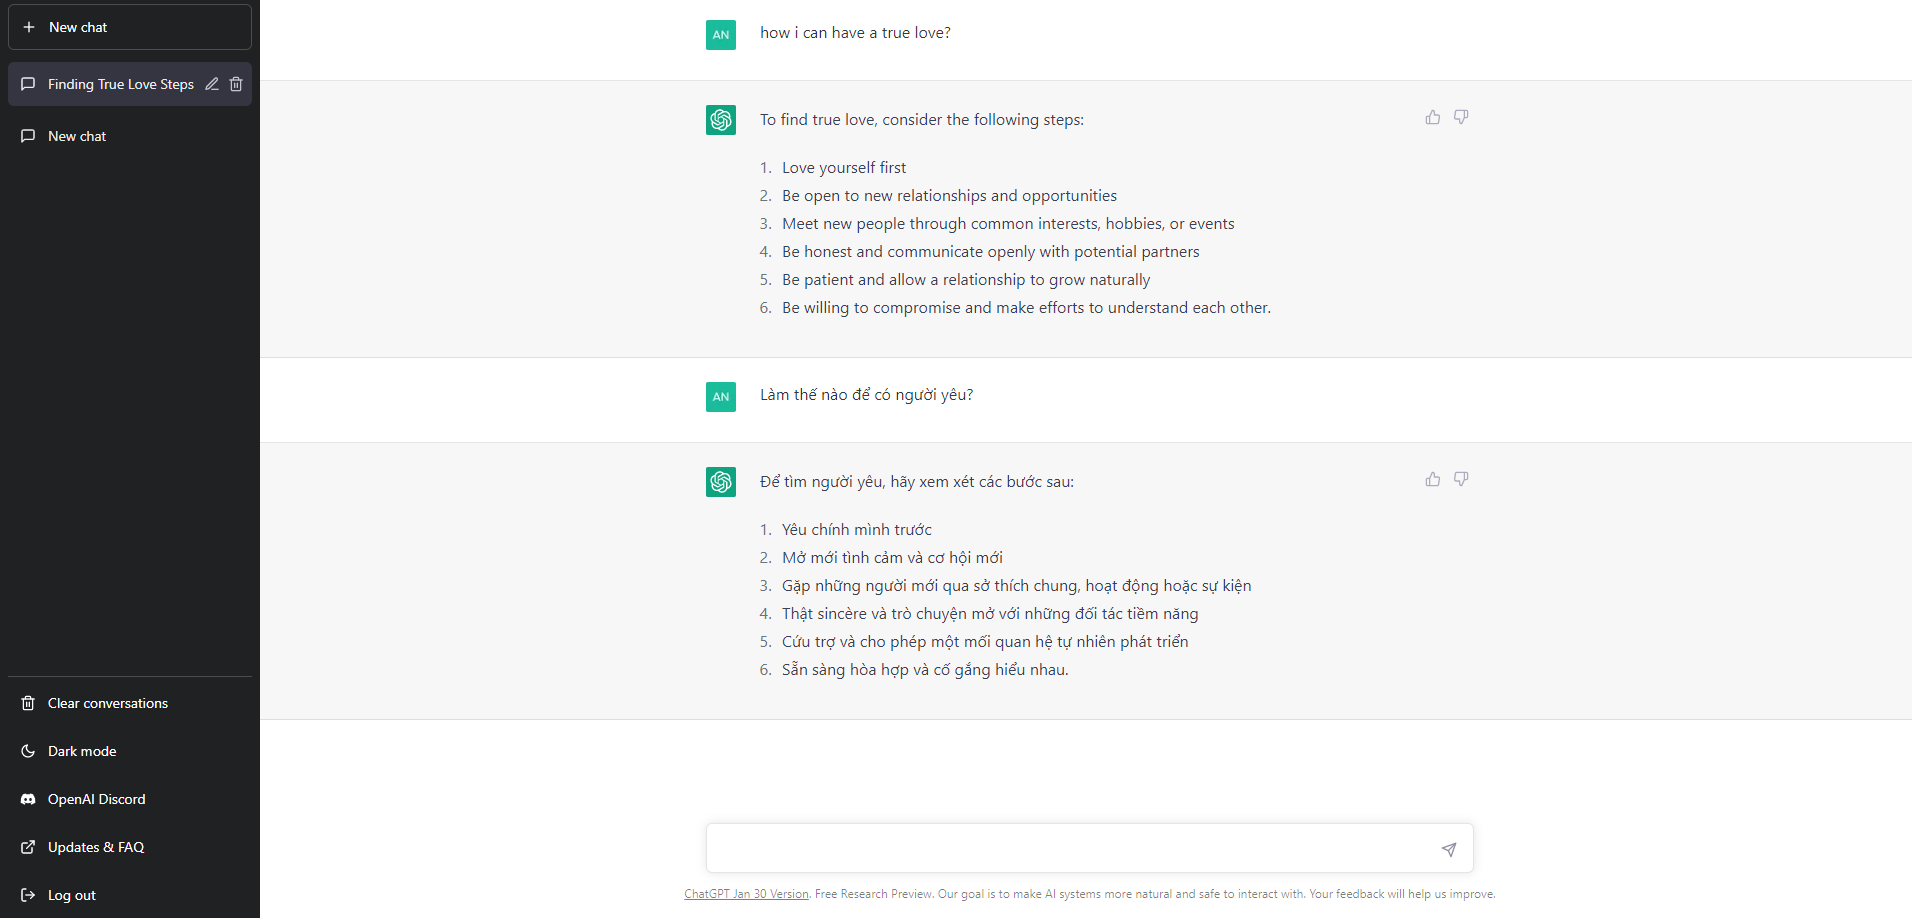 New chat
Finding True Love Steps
New chat
Clear conversations
Dark mode
OpenAI Discord
Updates & FAQ
Log out
AN
how i can have a true love?
To find true love, consider the following steps:
1. Love yourself first
2. Be open to new relationships and opportunities
3. Meet new people through common interests, hobbies, or events
4. Be honest and communicate openly with potential partners
5. Be patient and allow a relationship to grow naturally
6. Be willing to compromise and make efforts to understand each other.
AN
Làm thế nào để có người yêu?
Để tìm người yêu, hãy xem xét các bước sau:
1. Yêu chính mình trước
2. Mở mới tình cảm và cơ hội mới
3. Gặp những người mới qua sở thích chung, hoạt động hoặc sự kiện
4. Thật sincère và trò chuyện mở với những đối tác tiềm năng
5. Cứu trợ và cho phép một mối quan hệ tự nhiên phát triển
6. Sẵn sàng hòa hợp và cố gắng hiểu nhau.
ChatGPT Jan 30 Version. Free Research Preview. Our goal is to make AI systems more natural and safe to interact with. Your feedback will help us improve.